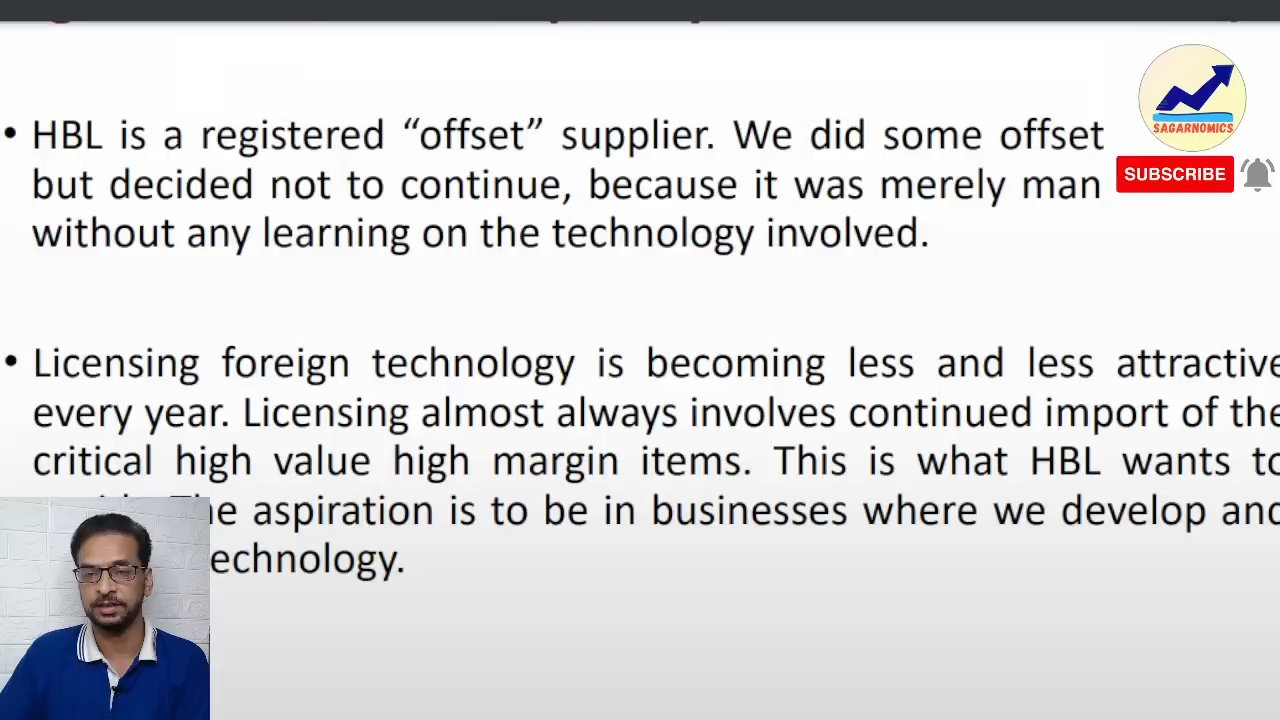 SAGARNOMICS
SUBSCRIBE
• HBL is a registered “offset” supplier. We did some offset
but decided not to continue, because it was merely man
without any learning on the technology involved.
• Licensing foreign technology is becoming less and less attractive
every year. Licensing almost always involves continued import of the
critical high value high margin items. This is what HBL wants to
aspiration is to be in businesses where we develop and
technology.